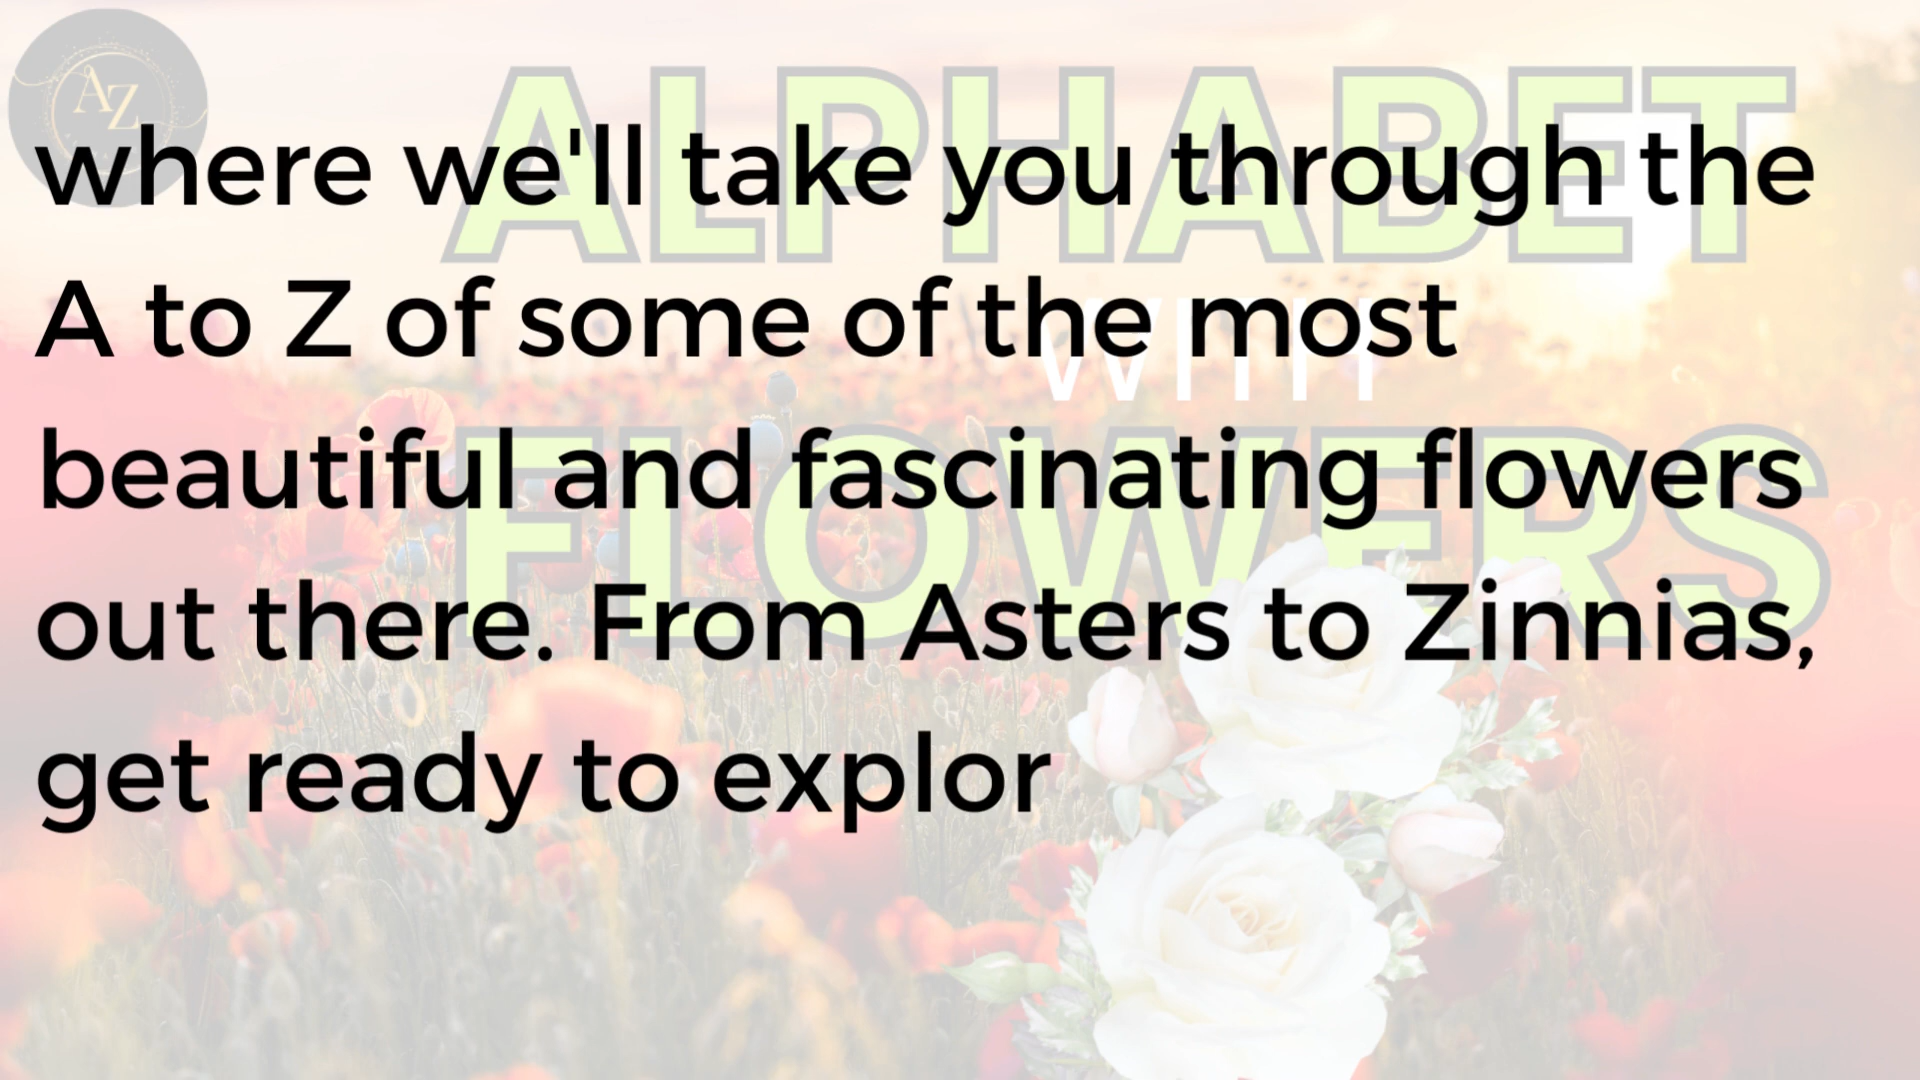 AZ
ALPHABET
WITH
FLOWERS
where we'll take you through the
A to Z of some of the most
beautiful and fascinating flowers
out there. From Asters to Zinnias,
get ready to explor